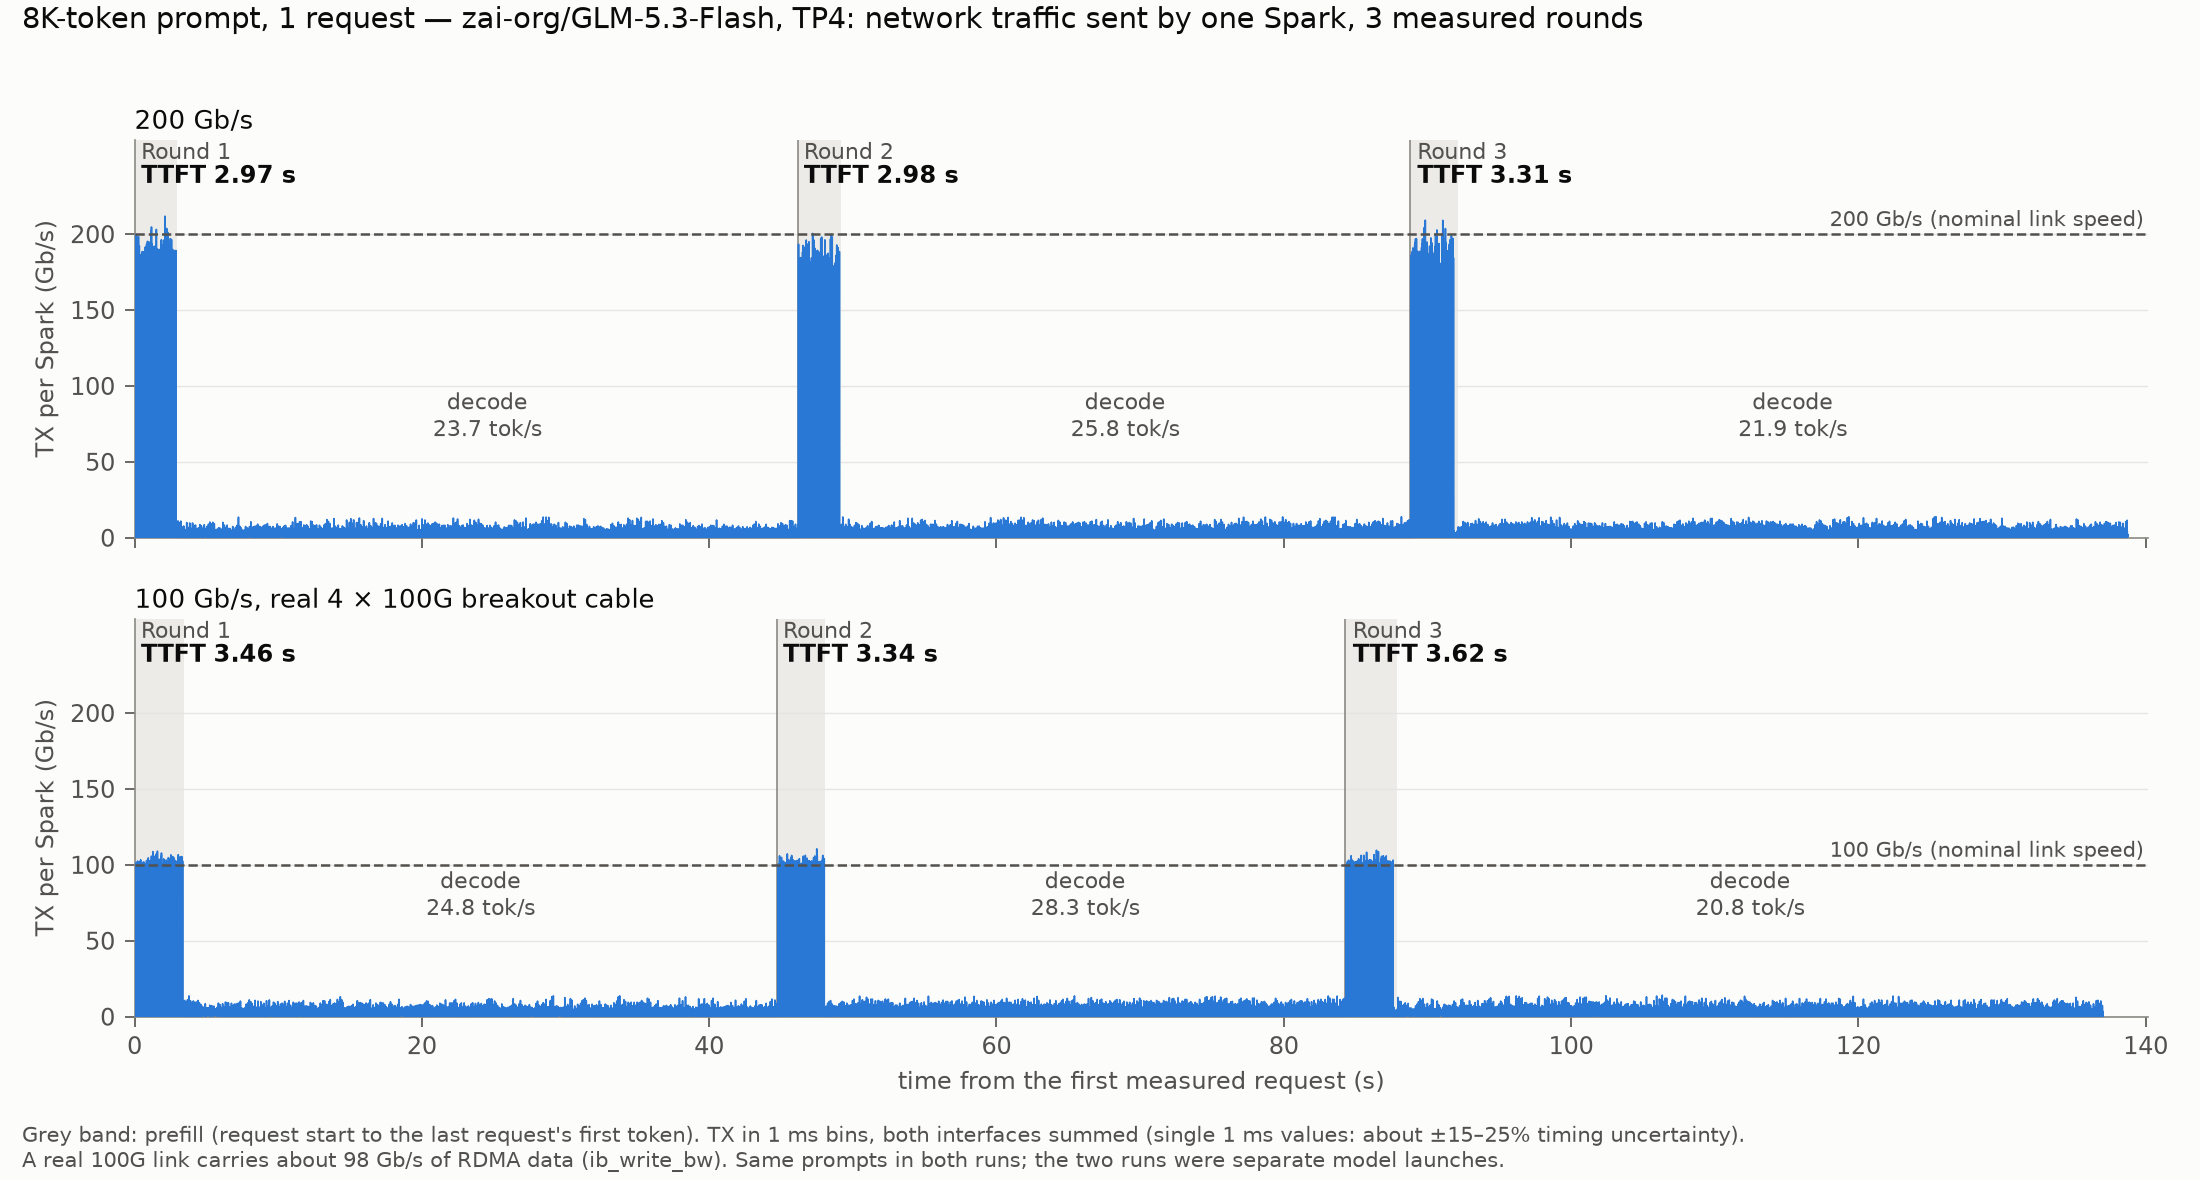 8K-token prompt, 1 request — zai-org/GLM-5.3-Flash, TP4: network traffic sent by one Spark, 3 measured rounds
200 Gb/s
Round 1
TTFT 2.97 s
Round 2
TTFT 2.98 s
Round 3
TTFT 3.31 s
200 Gb/s (nominal link speed)
TX per Spark (Gb/s)
200
150
100
50
0
decode
23.7 tok/s
decode
25.8 tok/s
decode
21.9 tok/s
100 Gb/s, real 4 × 100G breakout cable
Round 1
TTFT 3.46 s
Round 2
TTFT 3.34 s
Round 3
TTFT 3.62 s
100 Gb/s (nominal link speed)
TX per Spark (Gb/s)
200
150
100
50
0
decode
24.8 tok/s
decode
28.3 tok/s
decode
20.8 tok/s
0 20 40 60 80 100 120 140
time from the first measured request (s)
Grey band: prefill (request start to the last request's first token). TX in 1 ms bins, both interfaces summed (single 1 ms values: about ±15–25% timing uncertainty).
A real 100G link carries about 98 Gb/s of RDMA data (ib_write_bw). Same prompts in both runs; the two runs were separate model launches.